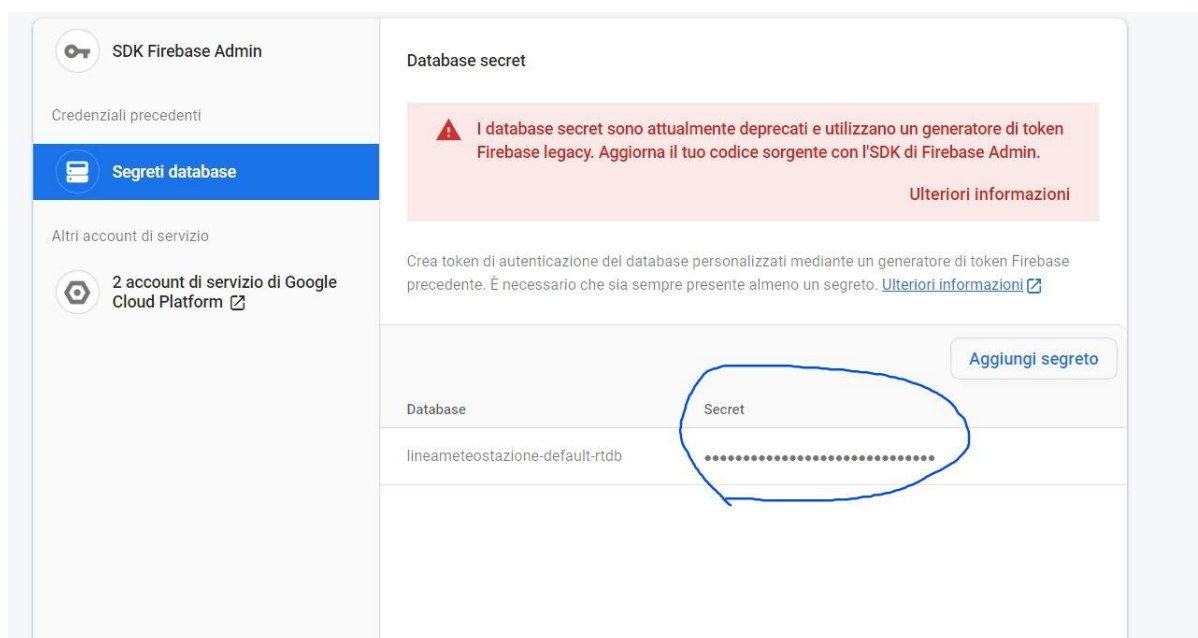 SDK Firebase Admin
Credenziali precedenti
Segreti database
Altri account di servizio
2 account di servizio di Google
Cloud Platform
Database secret
I database secret sono attualmente deprecati e utilizzano un generatore di token
Firebase legacy. Aggiorna il tuo codice sorgente con l'SDK di Firebase Admin.
Ulteriori informazioni
Crea token di autenticazione del database personalizzati mediante un generatore di token Firebase
precedente. È necessario che sia sempre presente almeno un segreto. Ulteriori informazioni
Aggiungi segreto
Database Secret
lineameteostazione-default-rtdb ••••••••••••••••••••••••••••••